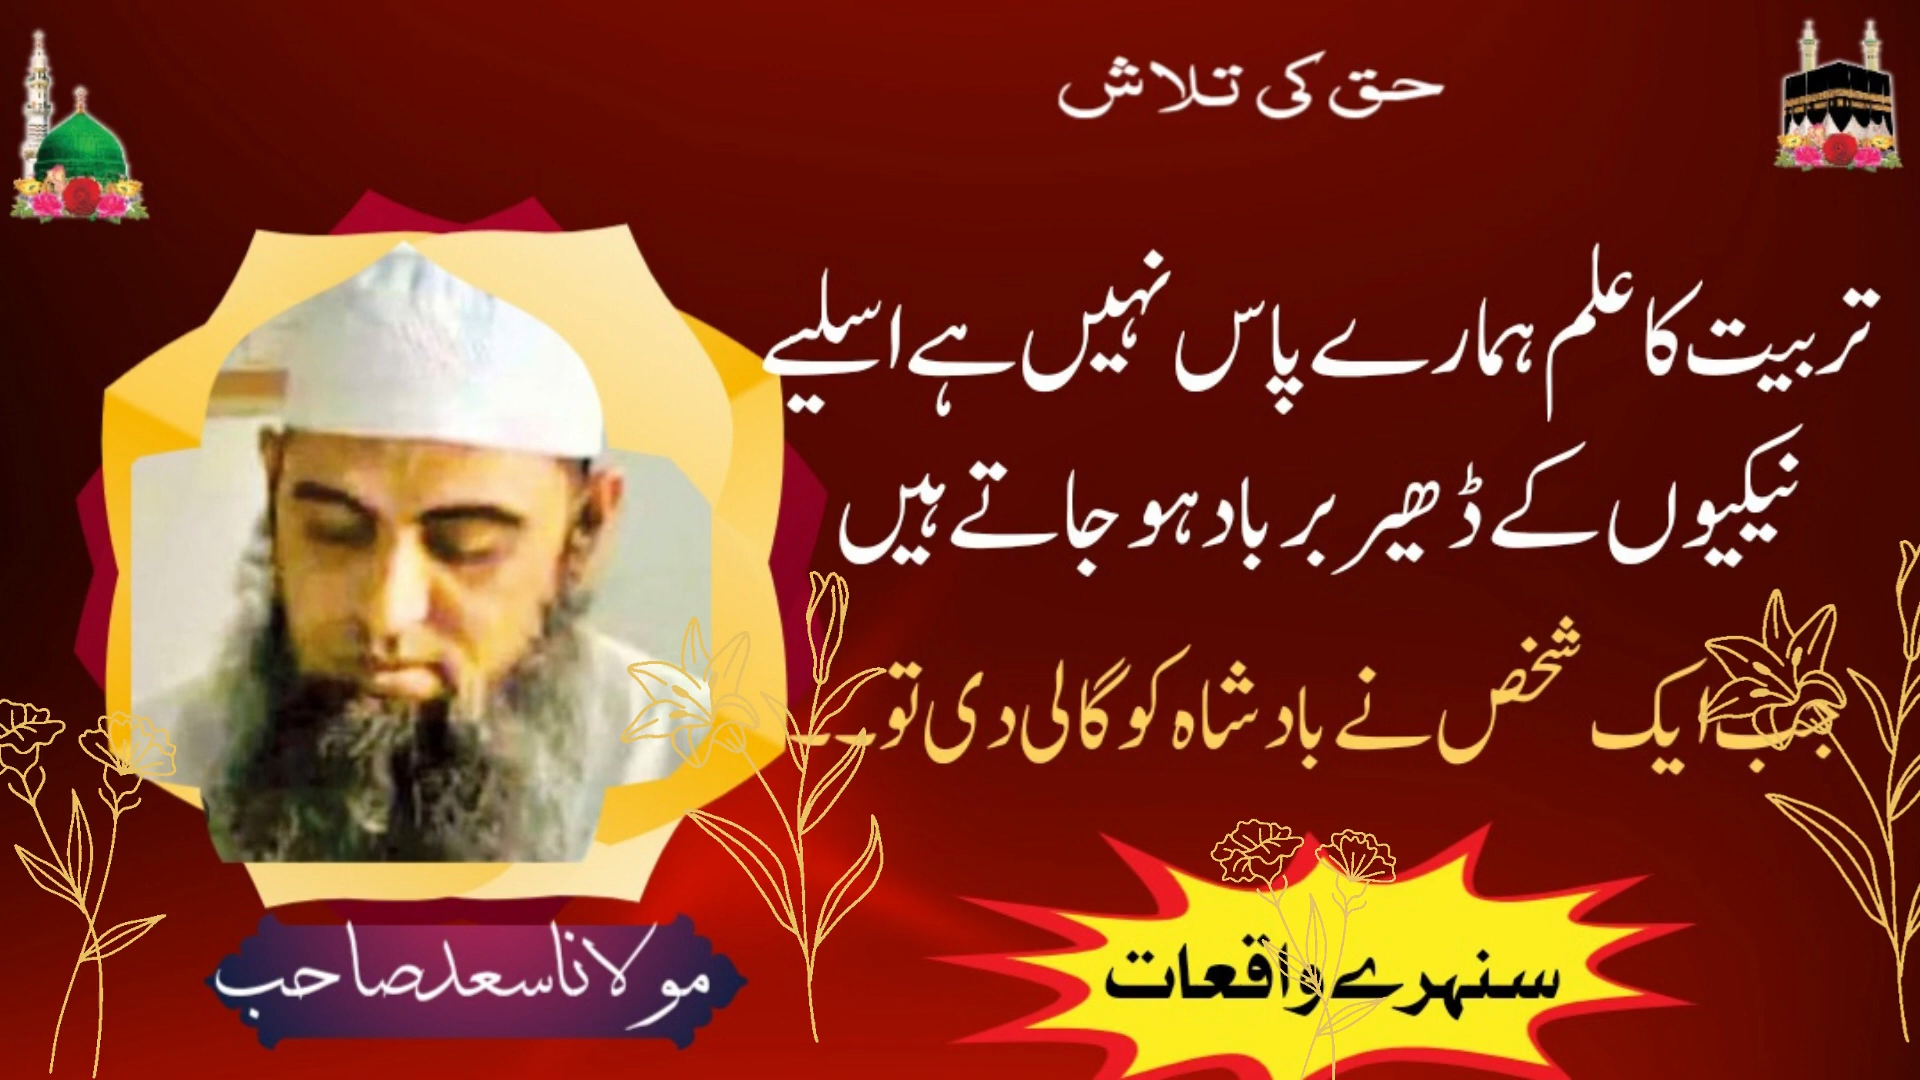 حق کی تلاش
تربیت کا علم ہمارے پاس نہیں ہے اسلیے
نیکیوں کے ڈھیر برباد ہو جاتے ہیں
جب ایک شخص نے بادشاہ کو گالی دی تو۔۔۔
سنہرے واقعات
مولانا سعد صاحب